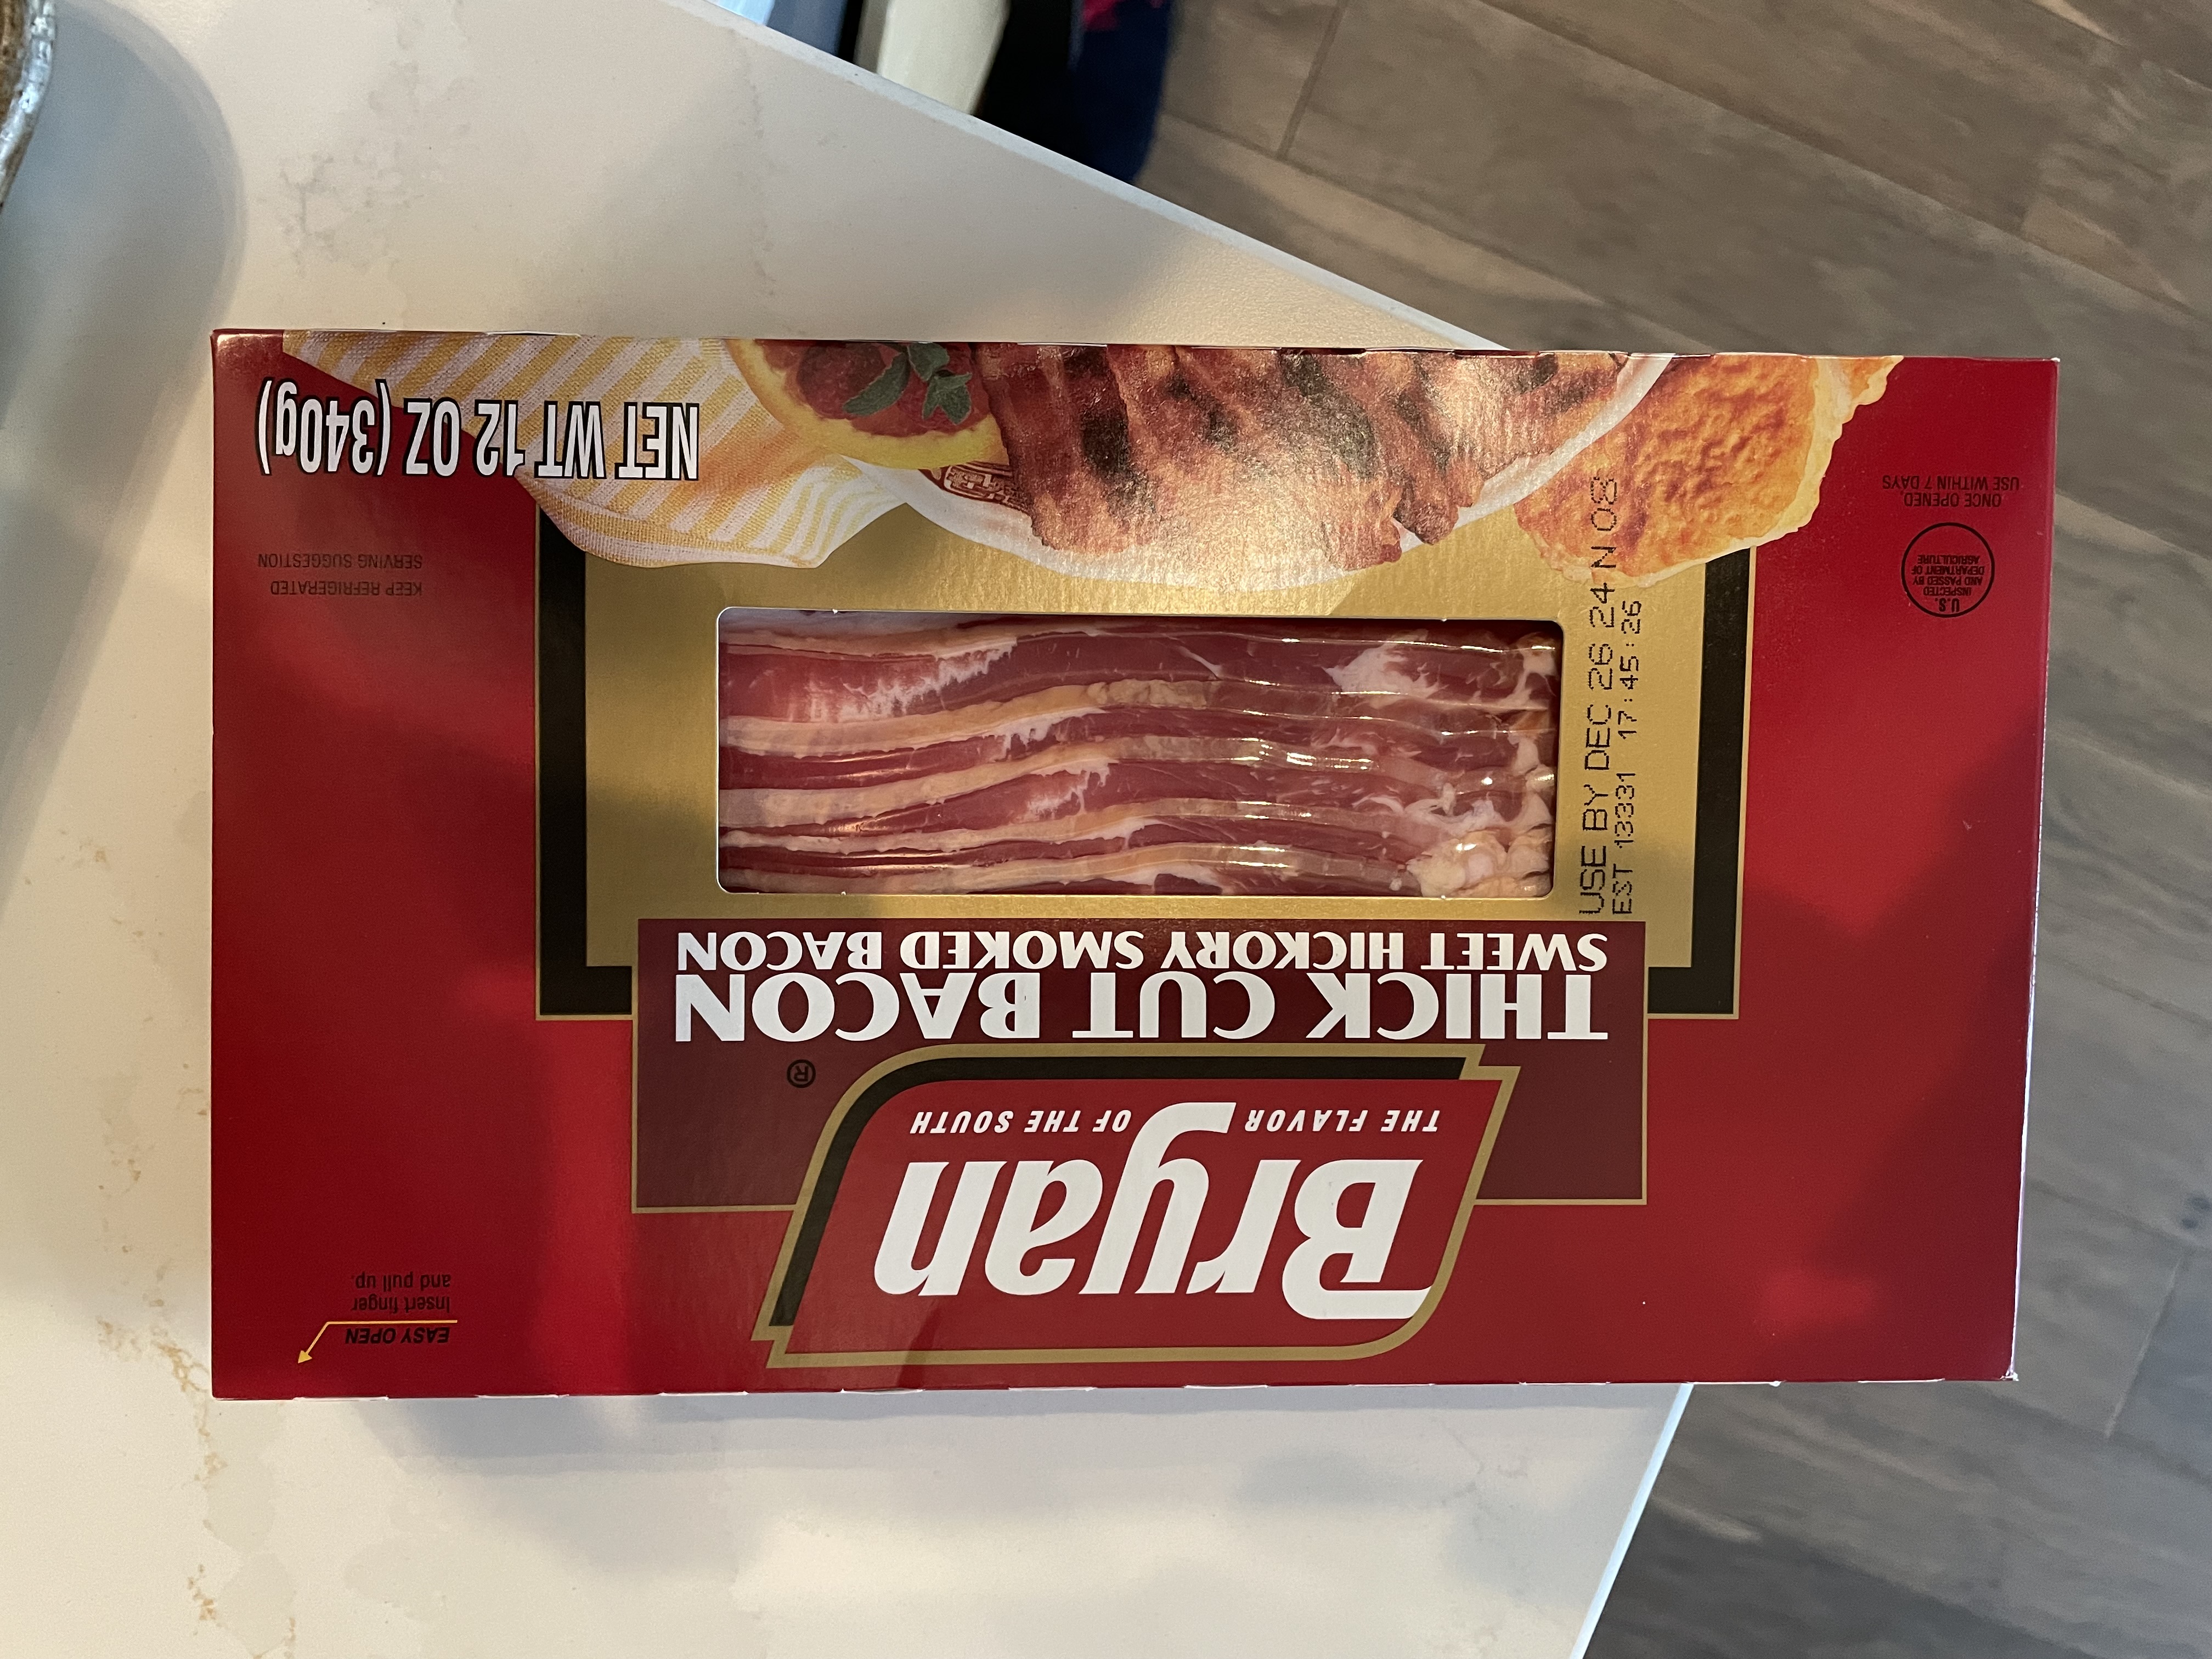 Bryan
THE FLAVOR OF THE SOUTH
®
EASY OPEN
Insert finger
and pull up.
THICK CUT BACON
SWEET HICKORY SMOKED BACON
USE BY DEC 26 24 N 08
EST 13331 17:45:26
U.S.
INSPECTED
AND PASSED BY
DEPARTMENT OF
AGRICULTURE
ONCE OPENED,
USE WITHIN 7 DAYS
KEEP REFRIGERATED
SERVING SUGGESTION
NET WT 12 OZ (340g)